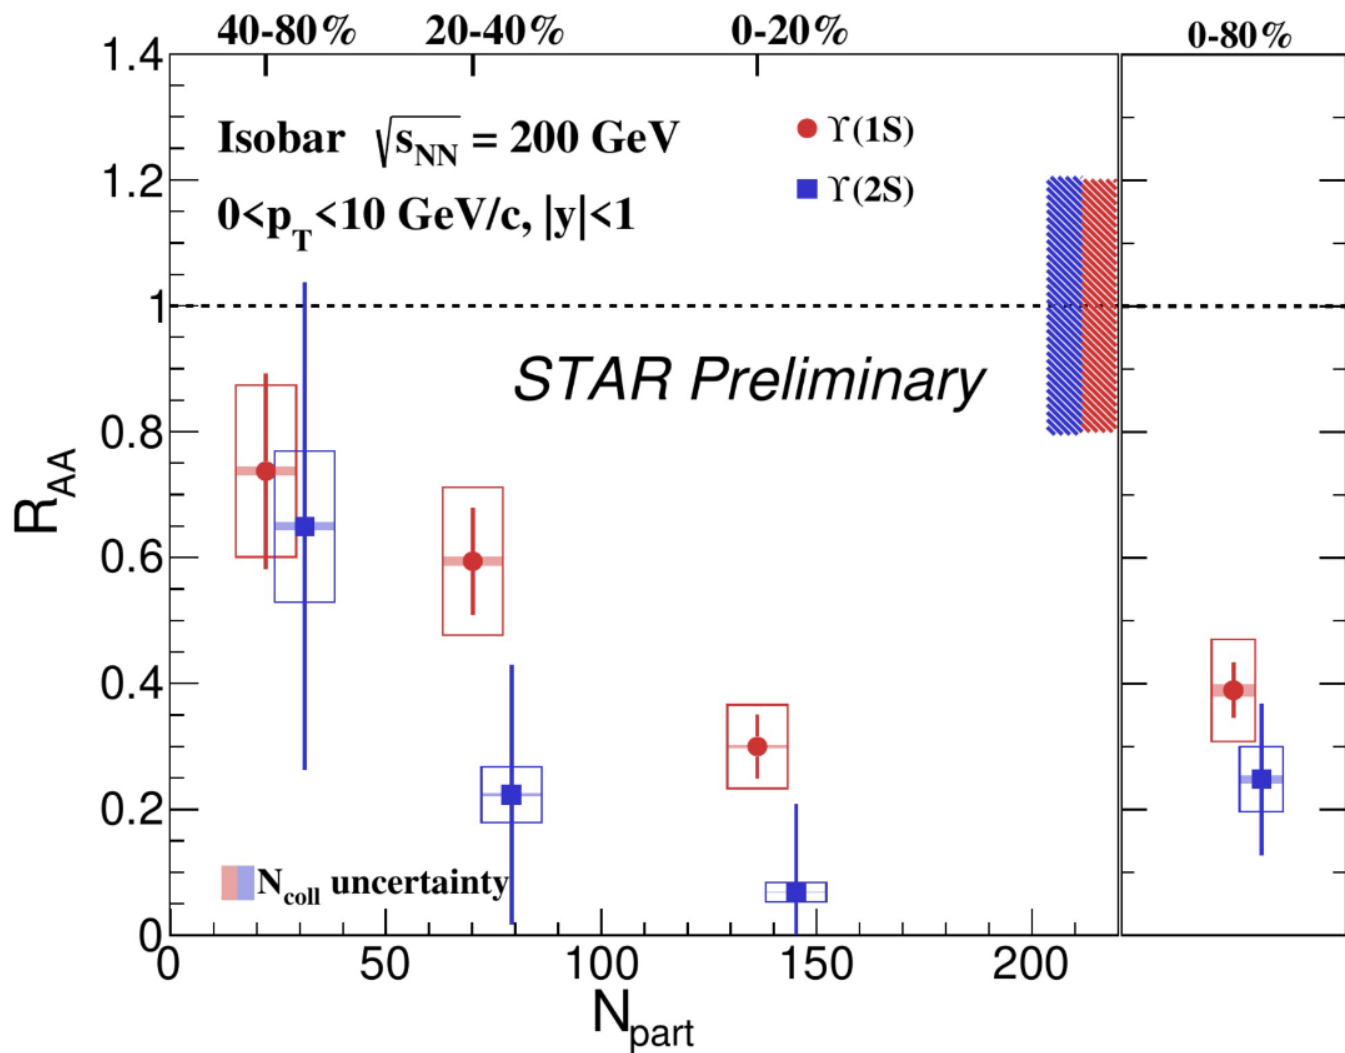 40-80% 20-40% 0-20% 0-80%
1.4
Isobar √sNN = 200 GeV
ϒ(1S)
1.2
ϒ(2S)
0<pT<10 GeV/c, |y|<1
1
STAR Preliminary
0.8
RAA
0.6
0.4
0.2
Ncoll uncertainty
0
0 50 100 150 200
Npart